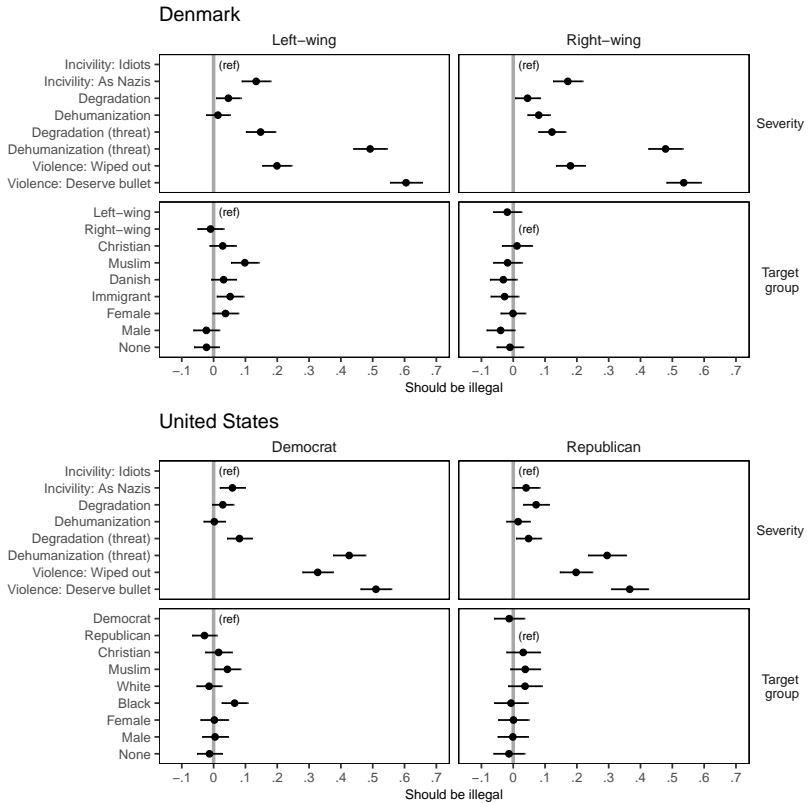 Denmark
Left−wing
Right−wing
Incivility: Idiots
(ref)
(ref)
Incivility: As Nazis
Degradation
Dehumanization
Degradation (threat)
Dehumanization (threat)
Violence: Wiped out
Violence: Deserve bullet
Severity
Left−wing
(ref)
Right−wing
(ref)
Christian
Muslim
Danish
Immigrant
Female
Male
None
Target
group
−.1 0 .1 .2 .3 .4 .5 .6 .7
−.1 0 .1 .2 .3 .4 .5 .6 .7
Should be illegal
United States
Democrat
Republican
Incivility: Idiots
(ref)
(ref)
Incivility: As Nazis
Degradation
Dehumanization
Degradation (threat)
Dehumanization (threat)
Violence: Wiped out
Violence: Deserve bullet
Severity
Democrat
(ref)
Republican
(ref)
Christian
Muslim
White
Black
Female
Male
None
Target
group
−.1 0 .1 .2 .3 .4 .5 .6 .7
−.1 0 .1 .2 .3 .4 .5 .6 .7
Should be illegal